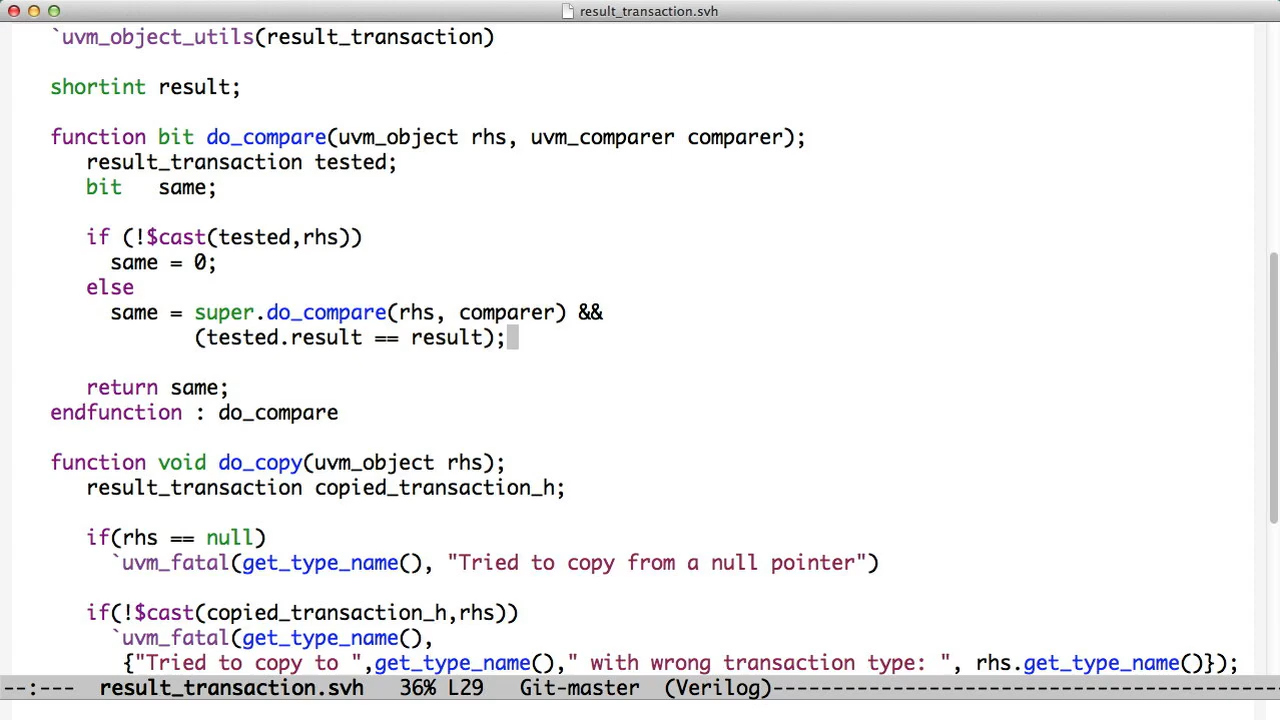 result_transaction.svh
`uvm_object_utils(result_transaction)
shortint result;
function bit do_compare(uvm_object rhs, uvm_comparer comparer);
result_transaction tested;
bit   same;
if (!$cast(tested,rhs))
same = 0;
else
same = super.do_compare(rhs, comparer) &&
(tested.result == result);
return same;
endfunction : do_compare
function void do_copy(uvm_object rhs);
result_transaction copied_transaction_h;
if(rhs == null)
`uvm_fatal(get_type_name(), "Tried to copy from a null pointer")
if(!$cast(copied_transaction_h,rhs))
`uvm_fatal(get_type_name(),
{"Tried to copy to ",get_type_name()," with wrong transaction type: ", rhs.get_type_name()});
--:---  result_transaction.svh   36% L29   Git-master  (Verilog)------------------------------------------